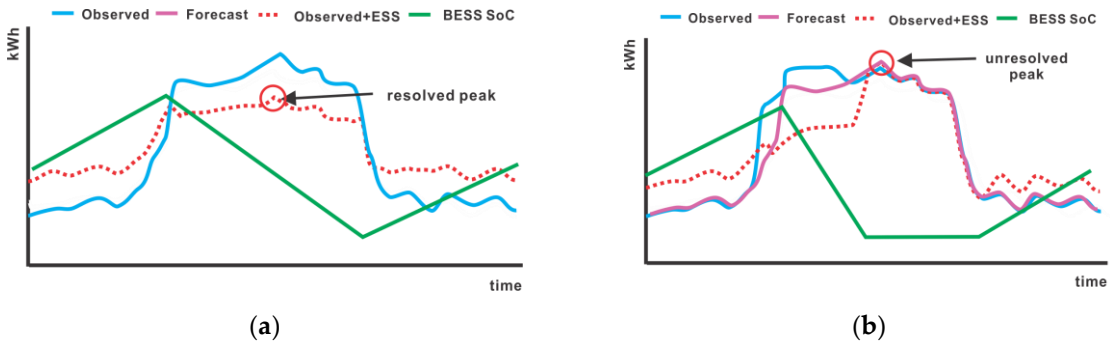 Observed Forecast Observed+ESS BESS SoC
kWh
resolved peak
time
(a)
Observed Forecast Observed+ESS BESS SoC
kWh
unresolved
peak
time
(b)